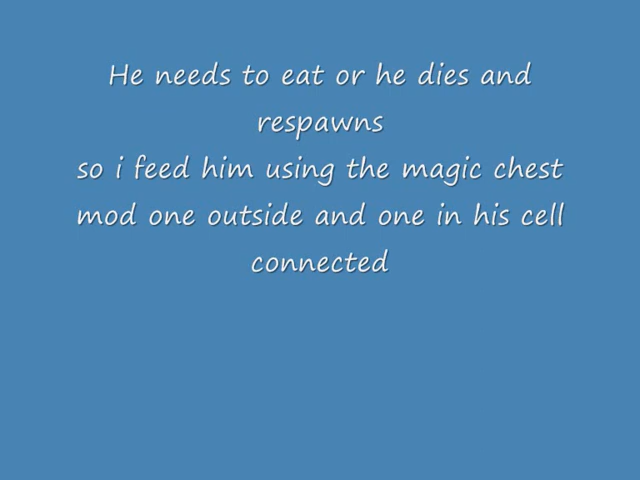 He needs to eat or he dies and
respawns
so i feed him using the magic chest
mod one outside and one in his cell
connected